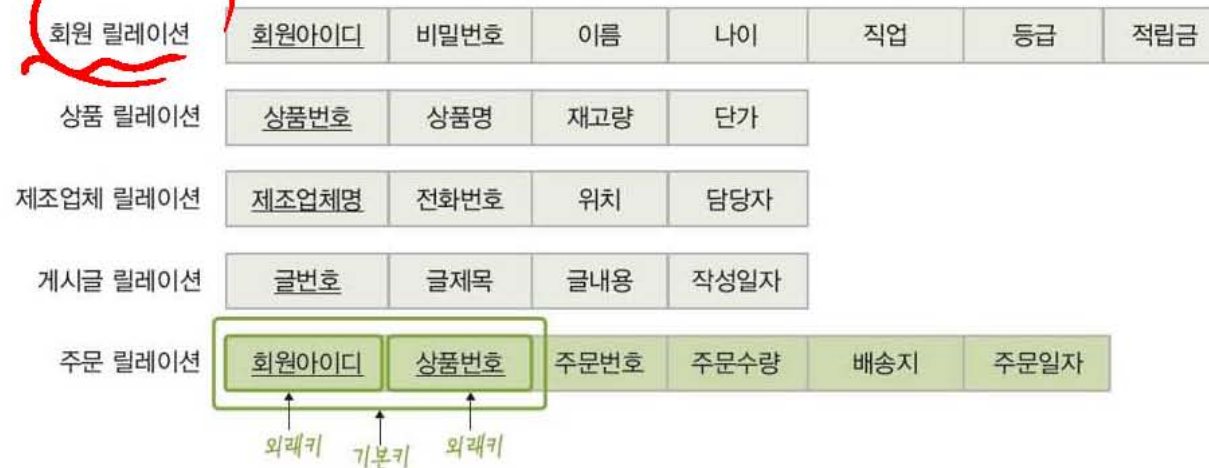 회원 릴레이션 회원아이디 비밀번호 이름 나이 직업 등급 적립금
상품 릴레이션 상품번호 상품명 재고량 단가
제조업체 릴레이션 제조업체명 전화번호 위치 담당자
게시글 릴레이션 글번호 글제목 글내용 작성일자
주문 릴레이션 회원아이디 상품번호 주문번호 주문수량 배송지 주문일자
외래키 기본키 외래키